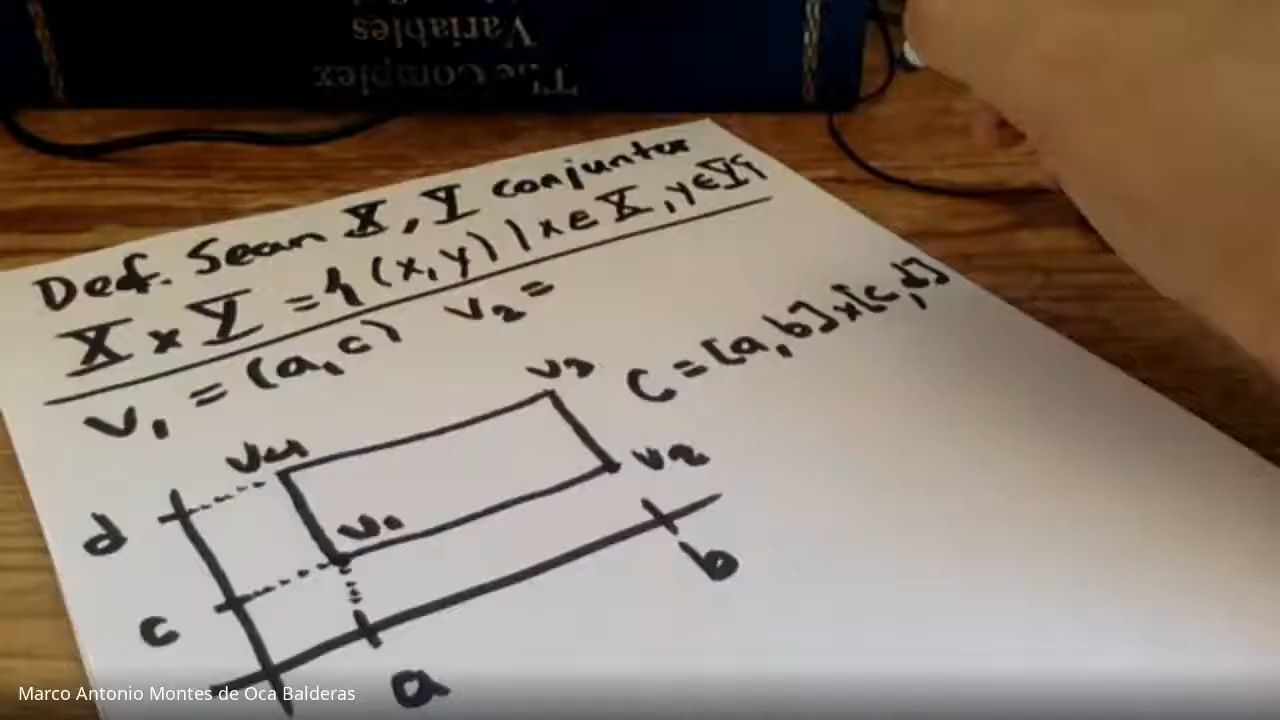 The Complex
Variables
Def. Sean X, Y conjuntos
X × Y = { (x, y) | x ∈ X, y ∈ Y }
v₁ = (a, c) v₂ =
C = [a, b] × [c, d]
v₄ v₃
v₁ v₂
d
c
a b
Marco Antonio Montes de Oca Balderas